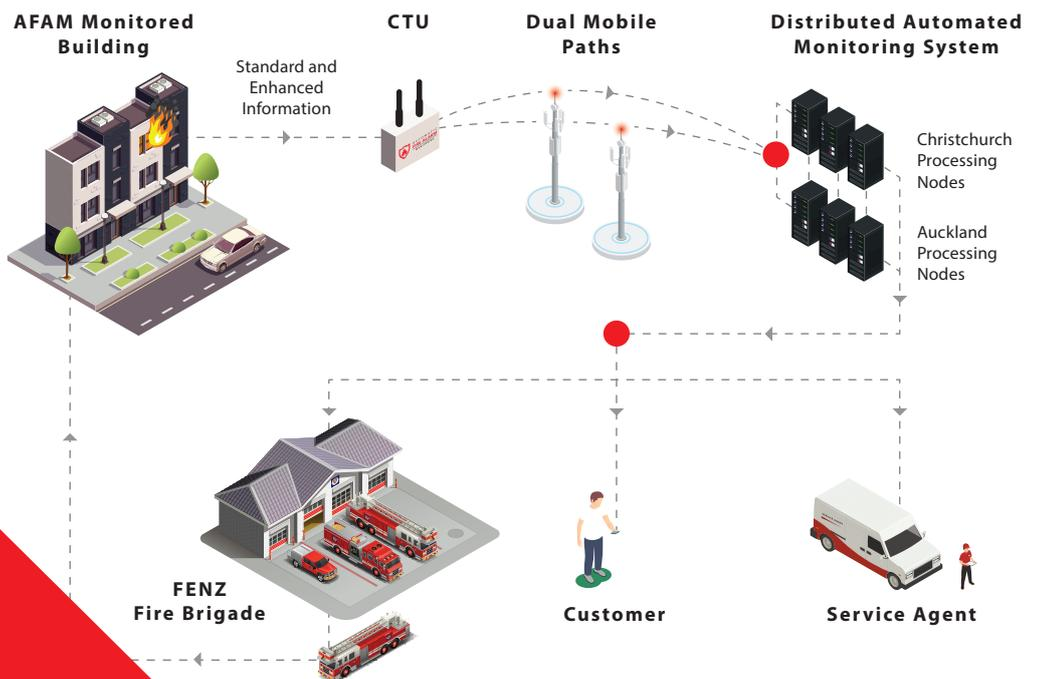 AFAM Monitored
Building
CTU
Dual Mobile
Paths
Distributed Automated
Monitoring System
Standard and
Enhanced
Information
Christchurch
Processing
Nodes
Auckland
Processing
Nodes
FENZ
Fire Brigade
Customer
Service Agent